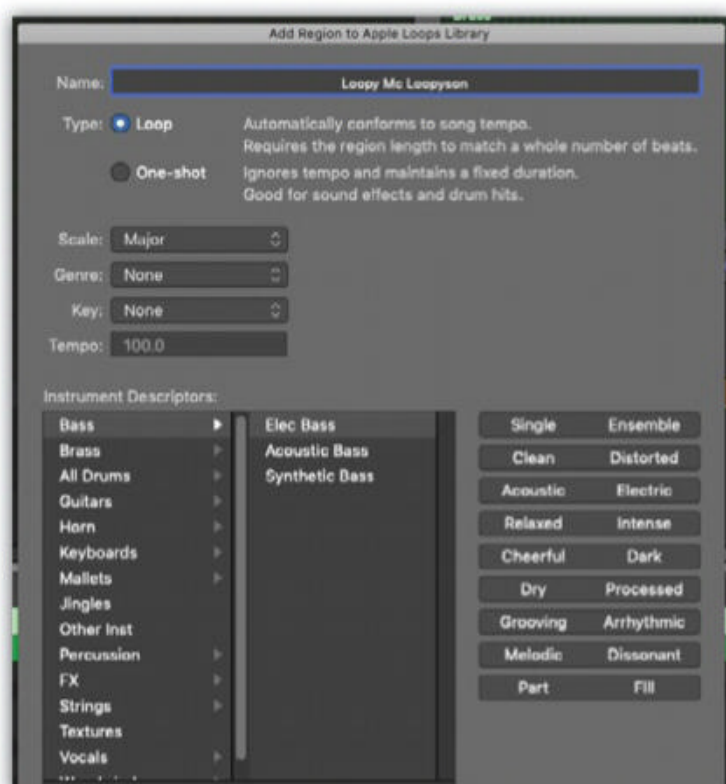 Brass
Add Region to Apple Loops Library
Name: Loopy Mc Loopyson
Type: Loop Automatically conforms to song tempo.
Requires the region length to match a whole number of beats.
One-shot Ignores tempo and maintains a fixed duration.
Good for sound effects and drum hits.
Scale: Major
Genre: None
Key: None
Tempo: 100.0
Instrument Descriptors:
Bass Elec Bass Single Ensemble
Brass Acoustic Bass Clean Distorted
All Drums Synthetic Bass Acoustic Electric
Guitars Relaxed Intense
Horn Cheerful Dark
Keyboards Dry Processed
Mallets Grooving Arrhythmic
Jingles Melodic Dissonant
Other Inst Part Fill
Percussion
FX
Strings
Textures
Vocals